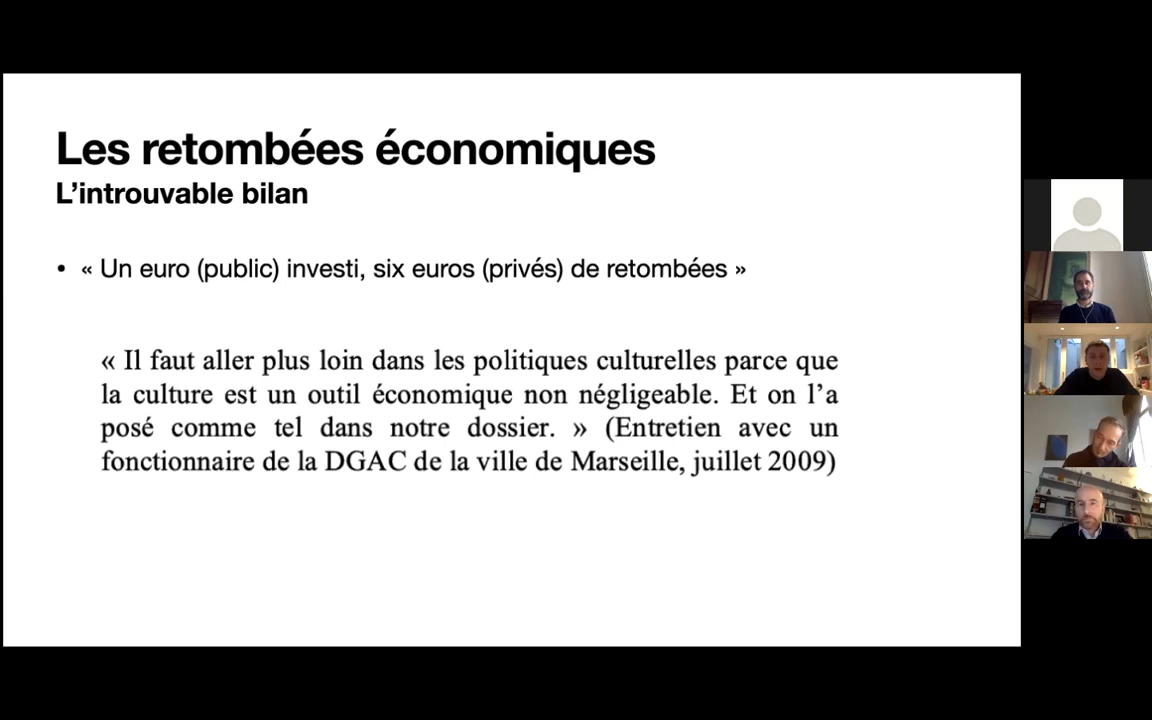 Les retombées économiques
L’introuvable bilan
• « Un euro (public) investi, six euros (privés) de retombées »
« Il faut aller plus loin dans les politiques culturelles parce que
la culture est un outil économique non négligeable. Et on l’a
posé comme tel dans notre dossier. » (Entretien avec un
fonctionnaire de la DGAC de la ville de Marseille, juillet 2009)